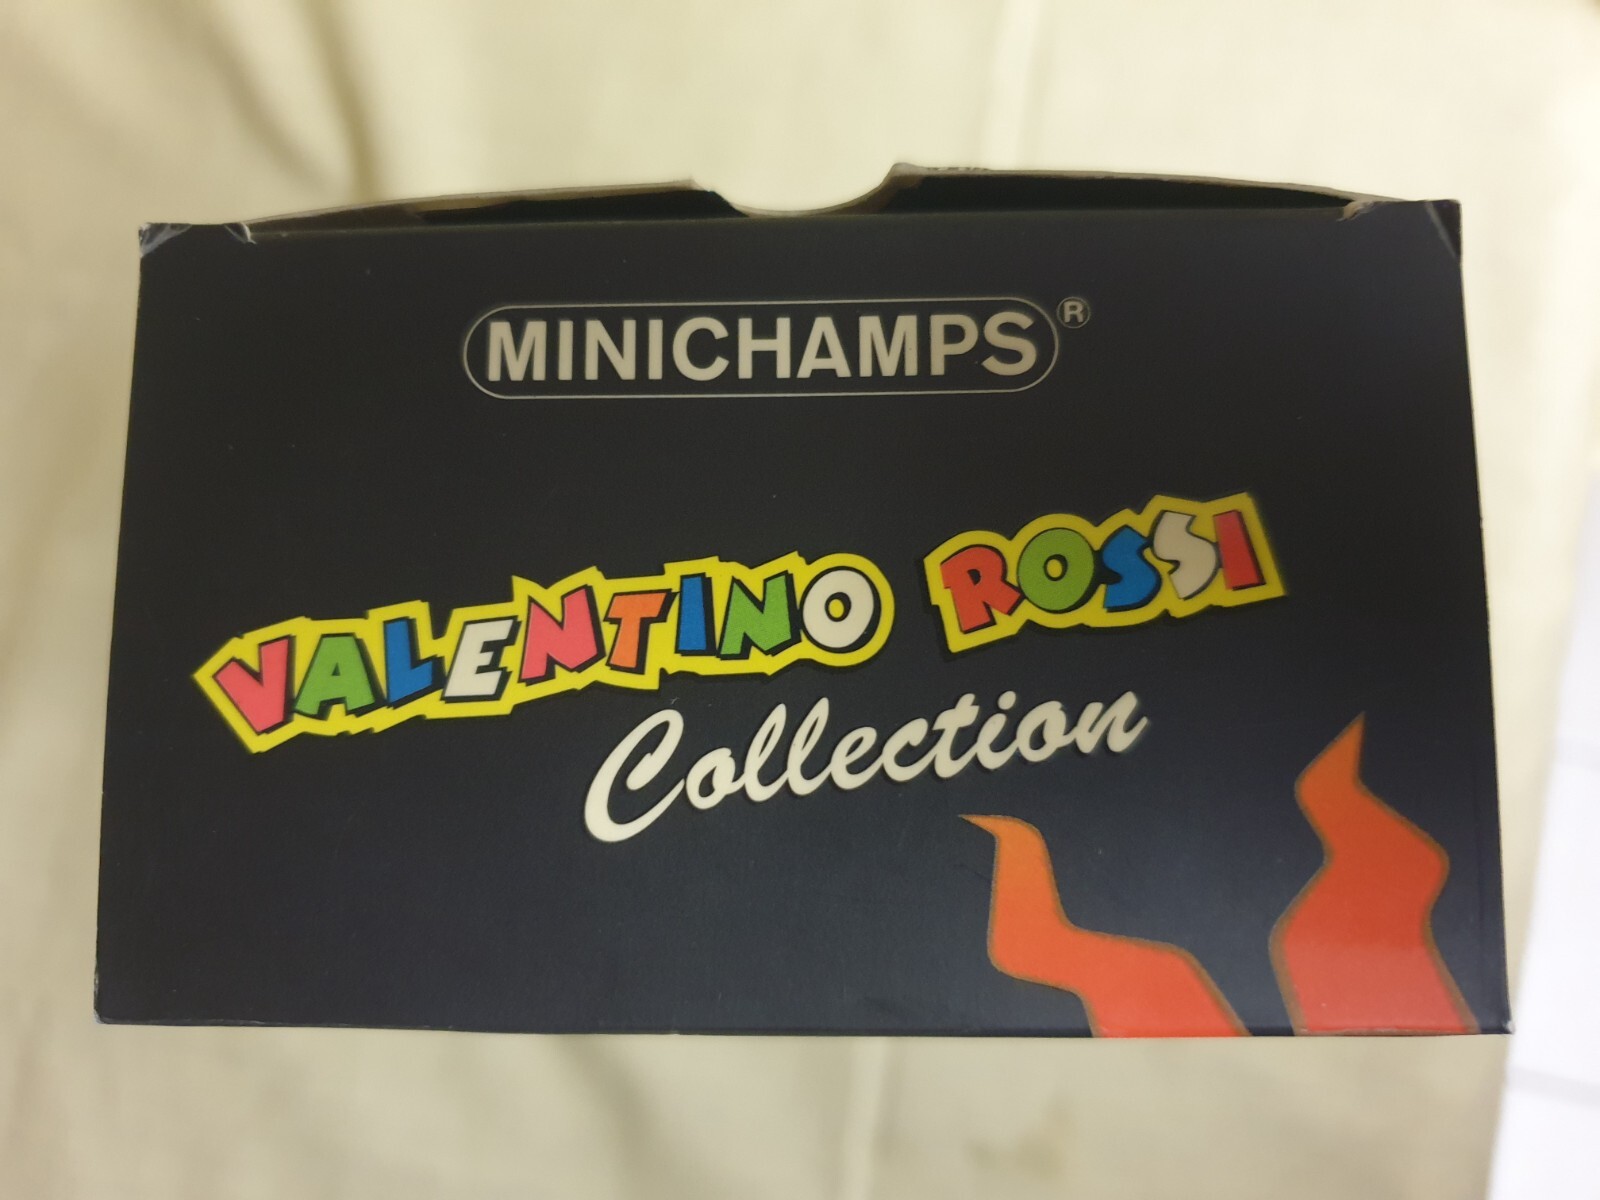 MINICHAMPS®
VALENTINO ROSSI
Collection